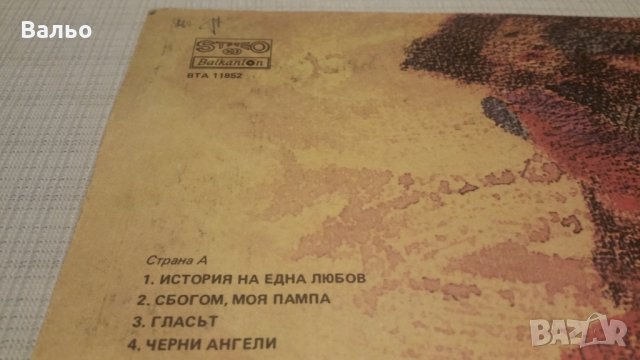 Вальо
STEREO
Balkanton
ВТА 11852
Страна А
1. ИСТОРИЯ НА ЕДНА ЛЮБОВ
2. СБОГОМ, МОЯ ПАМПА
3. ГЛАСЪТ
4. ЧЕРНИ АНГЕЛИ
BAZAR